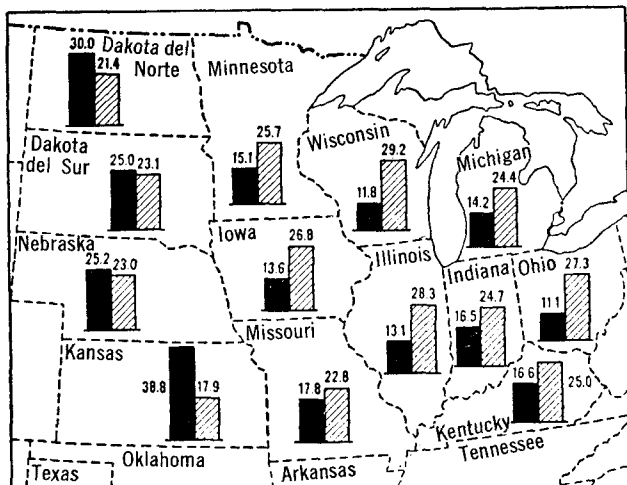 30.0 Dakota del
Norte
21.4
Minnesota
Dakota
del Sur
25.0 23.1
15.1 25.7
Wisconsin
29.2
11.8
Michigan
24.4
14.2
Nebraska
25.2 23.0
Iowa
26.8
13.6
Illinois
28.3
13.1
Indiana
24.7
16.5
Ohio
27.3
11.1
Kansas
38.8 17.9
Missouri
17.8 22.8
16.6 25.0
Kentucky
Tennessee
Oklahoma
Texas
Arkansas